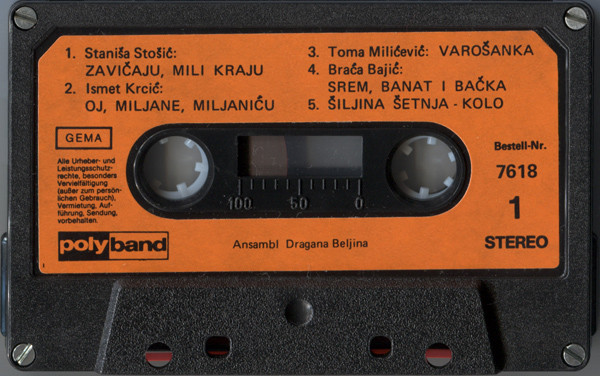 1. Staniša Stošić:
ZAVIČAJU, MILI KRAJU
2. Ismet Krcić:
OJ, MILJANE, MILJANIĆU
3. Toma Milićević: VAROŠANKA
4. Braća Bajić:
SREM, BANAT I BAČKA
5. ŠILJINA ŠETNJA - KOLO
GEMA
Alle Urheber- und
Leistungsschutz-
rechte, besonders
Vervielfältigung
(außer zum persön-
lichen Gebrauch),
Vermietung, Auf-
führung, Sendung,
vorbehalten.
100 50 0
Bestell-Nr.
7618
1
STEREO
polyband
Ansambl Dragana Beljina